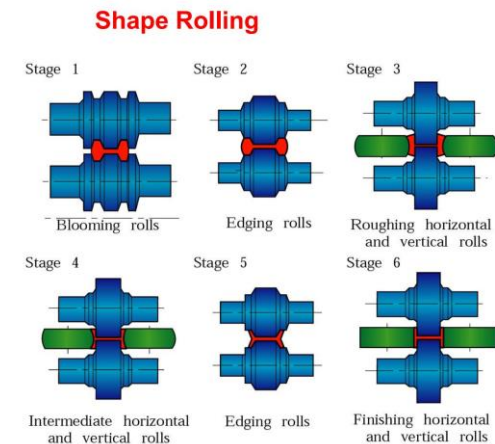 Shape Rolling
Stage 1
Stage 2
Stage 3
Blooming rolls
Edging rolls
Roughing horizontal
and vertical rolls
Stage 4
Stage 5
Stage 6
Intermediate horizontal
and vertical rolls
Edging rolls
Finishing horizontal
and vertical rolls